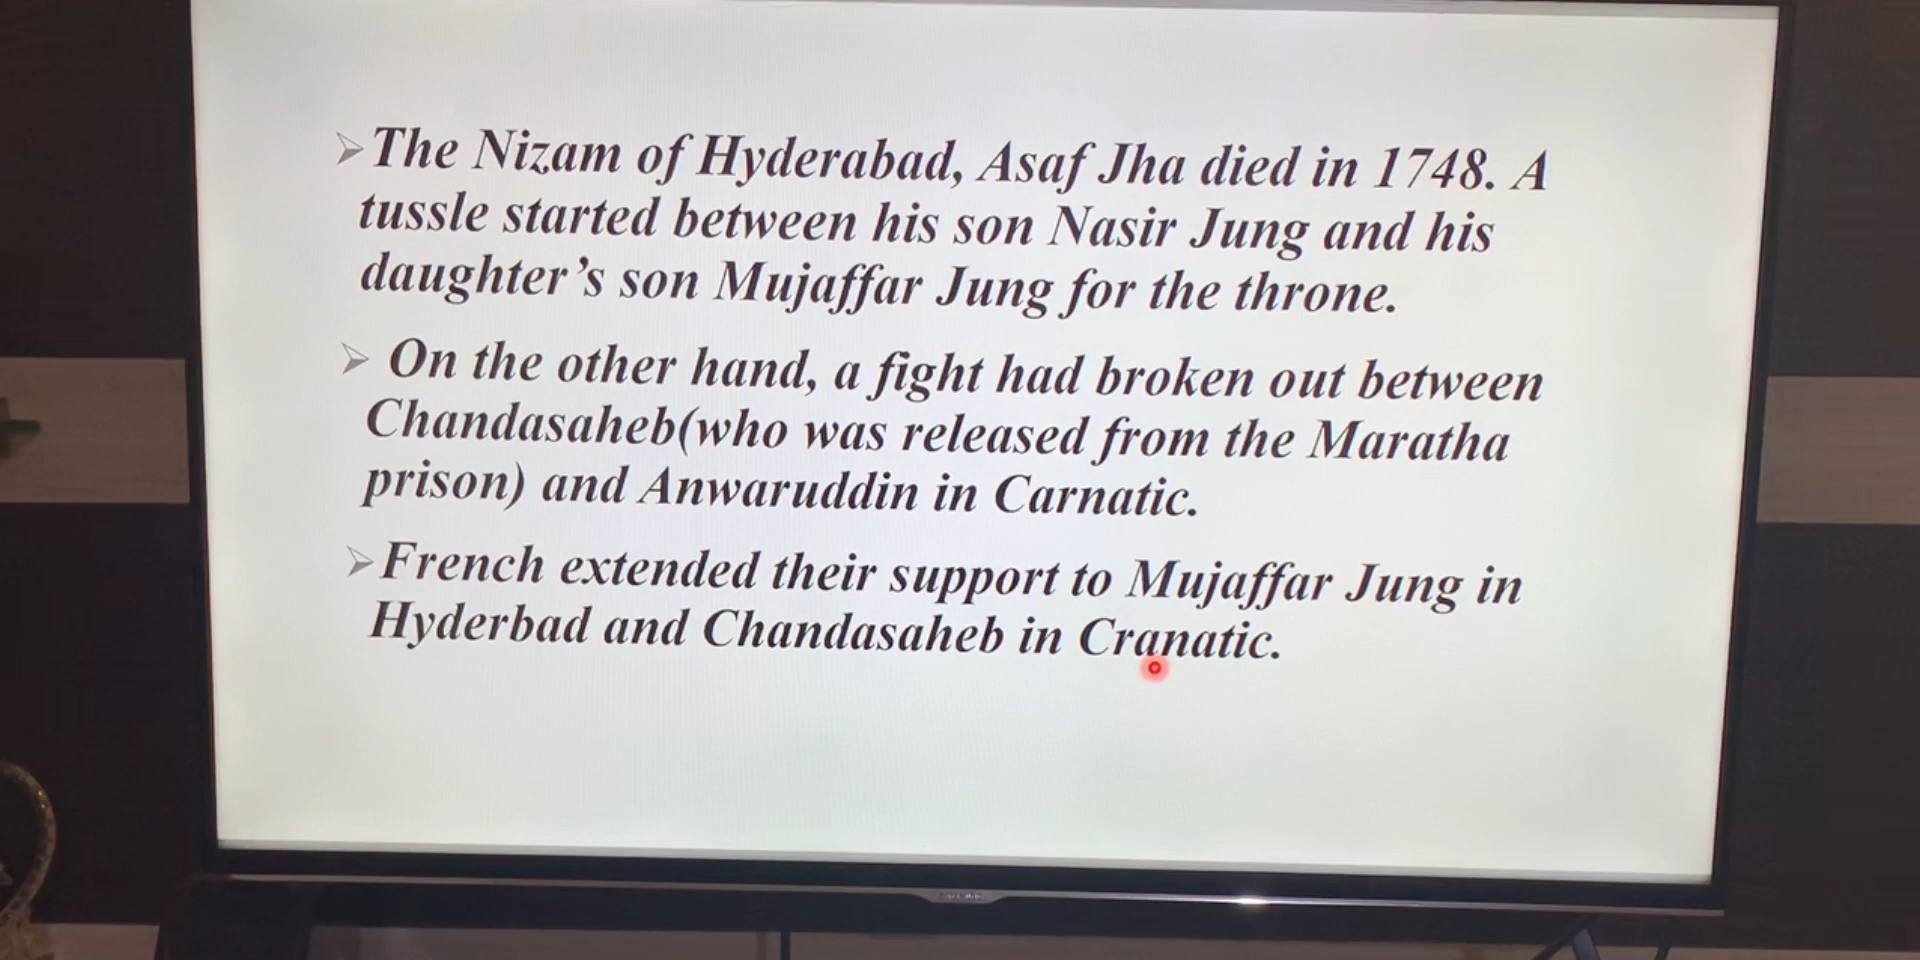 ➢The Nizam of Hyderabad, Asaf Jha died in 1748. A
tussle started between his son Nasir Jung and his
daughter’s son Mujaffar Jung for the throne.
➢ On the other hand, a fight had broken out between
Chandasaheb(who was released from the Maratha
prison) and Anwaruddin in Carnatic.
➢French extended their support to Mujaffar Jung in
Hyderbad and Chandasaheb in Cranatic.